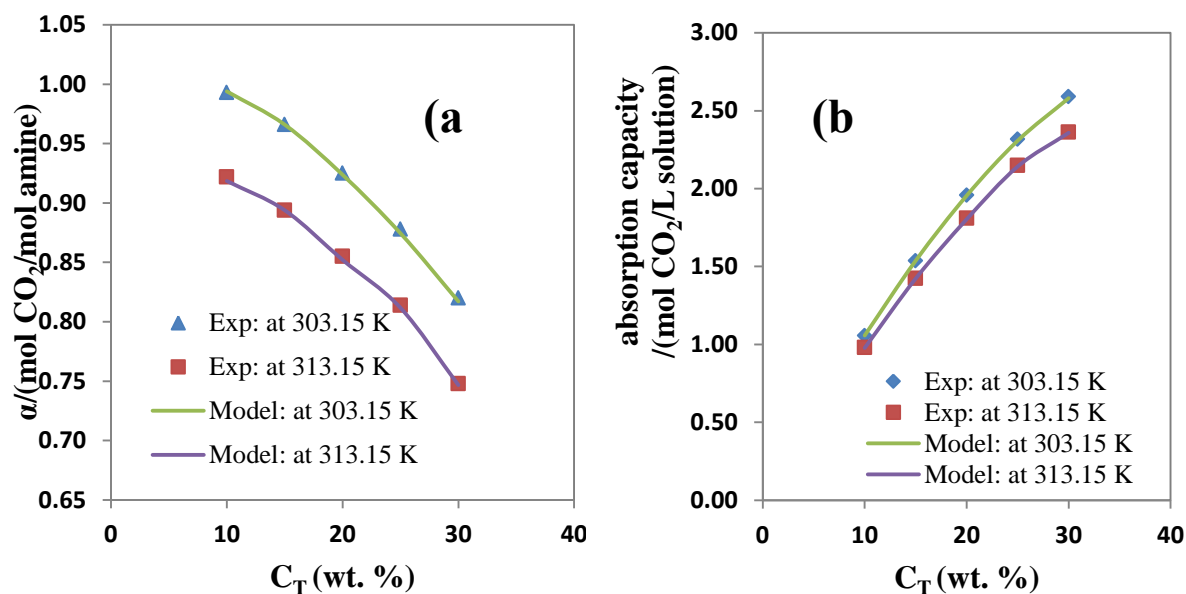 1.05
1.00
0.95
0.90
0.85
0.80
0.75
0.70
0.65
0
10
20
30
40
α/(mol CO₂/mol amine)
C_T (wt. %)
(a
Exp: at 303.15 K
Exp: at 313.15 K
Model: at 303.15 K
Model: at 313.15 K
3.00
2.50
2.00
1.50
1.00
0.50
0.00
0
10
20
30
40
absorption capacity
/(mol CO₂/L solution)
C_T (wt. %)
(b
Exp: at 303.15 K
Exp: at 313.15 K
Model: at 303.15 K
Model: at 313.15 K